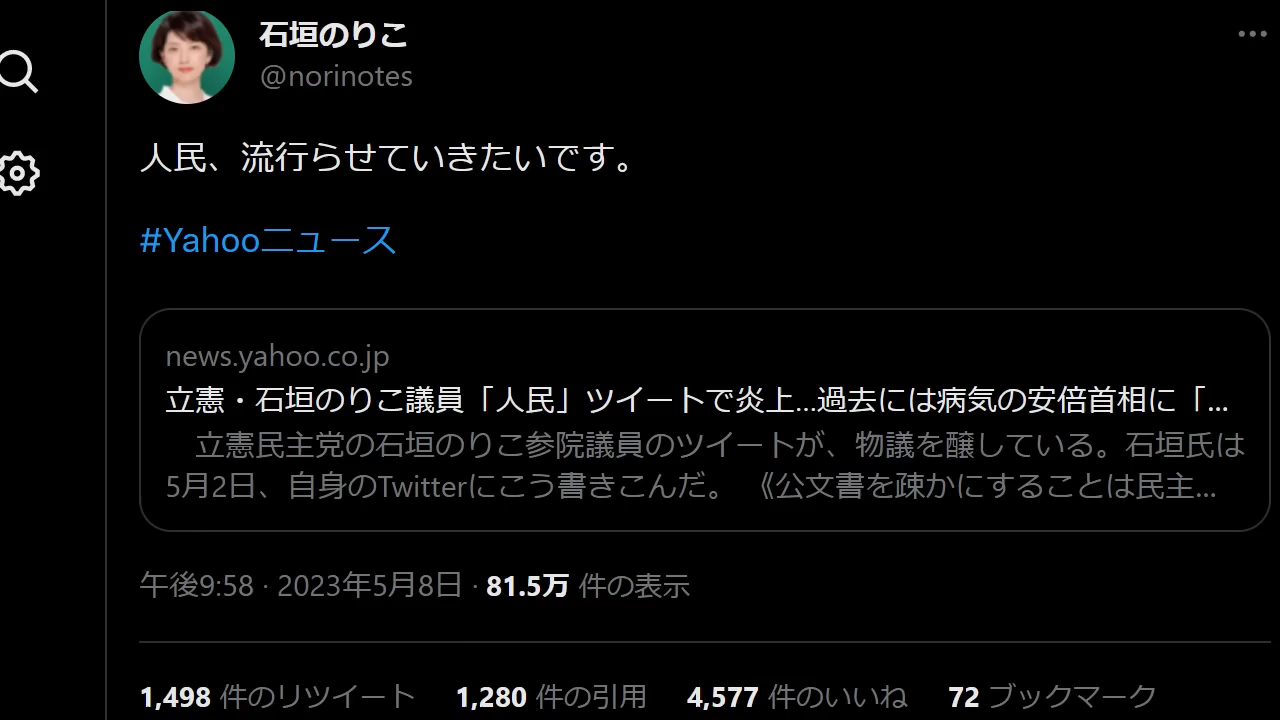 石垣のりこ
@norinotes
人民、流行らせていきたいです。
#Yahooニュース
news.yahoo.co.jp
立憲・石垣のりこ議員「人民」ツイートで炎上...過去には病気の安倍首相に「...
立憲民主党の石垣のりこ参院議員のツイートが、物議を醸している。石垣氏は
5月2日、自身のTwitterにこう書きこんだ。 《公文書を疎かにすることは民主...
午後9:58 · 2023年5月8日 · 81.5万 件の表示
1,498 件のリツイート 1,280 件の引用 4,577 件のいいね 72 ブックマーク